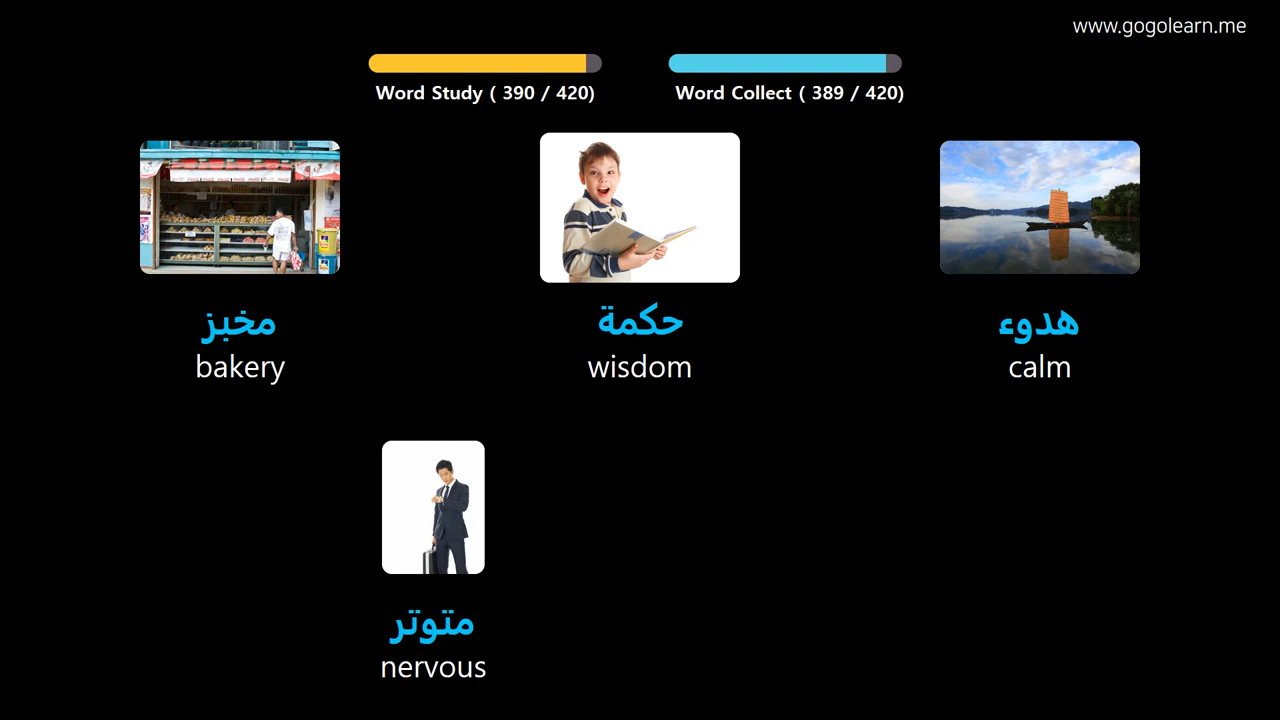 www.gogolearn.me
Word Study ( 390 / 420)
Word Collect ( 389 / 420)
مخبز
bakery
حكمة
wisdom
هدوء
calm
متوتر
nervous